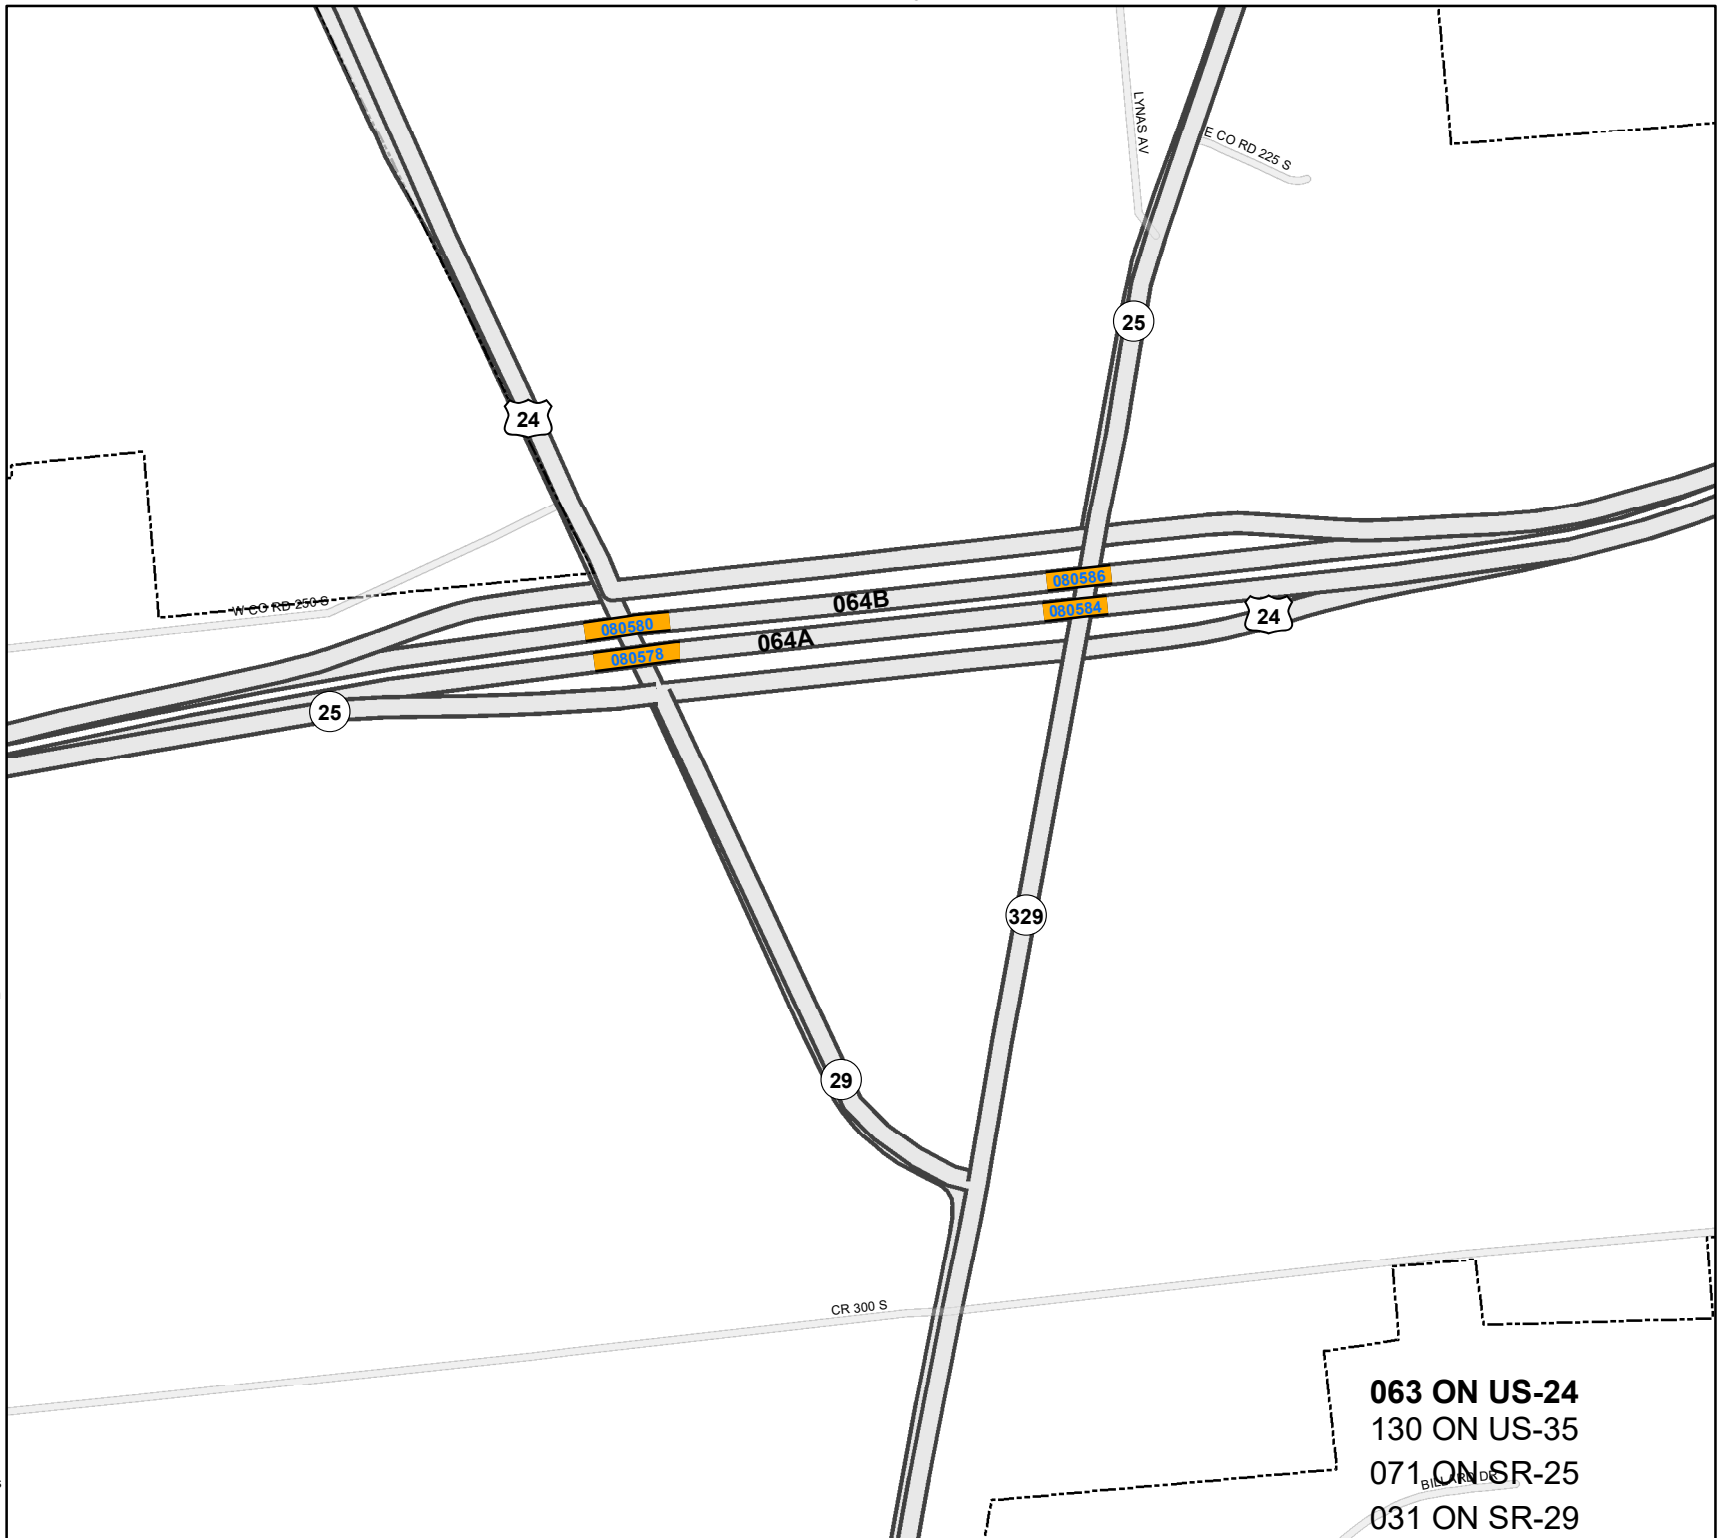 LYNAS AV
E CO RD 225 S
25
24
080586
064B
W CO RD 250 S
080584
24
080580
064A
080578
25
329
29
CR 300 S
063 ON US-24
130 ON US-35
071 ON SR-25
BILLARD DR
031 ON SR-29